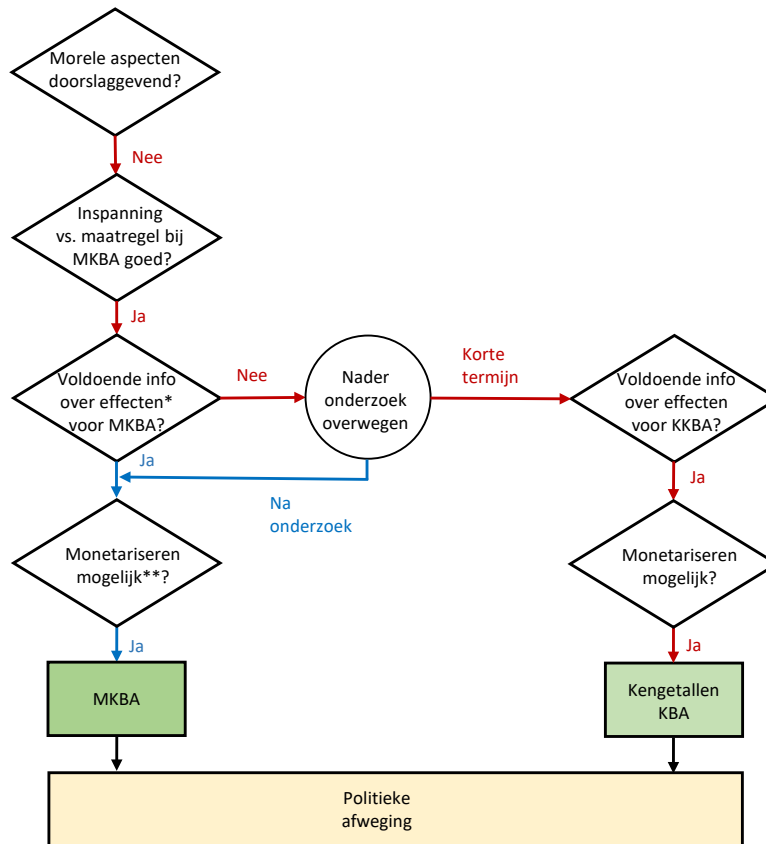 Morele aspecten
doorslaggevend?
Nee
Inspanning
vs. maatregel bij
MKBA goed?
Ja
Voldoende info
over effecten*
voor MKBA?
Nee
Nader
onderzoek
overwegen
Korte
termijn
Voldoende info
over effecten
voor KKBA?
Ja
Na
onderzoek
Ja
Monetariseren
mogelijk**?
Monetariseren
mogelijk?
Ja
Ja
MKBA
Kengetallen
KBA
Politieke
afweging